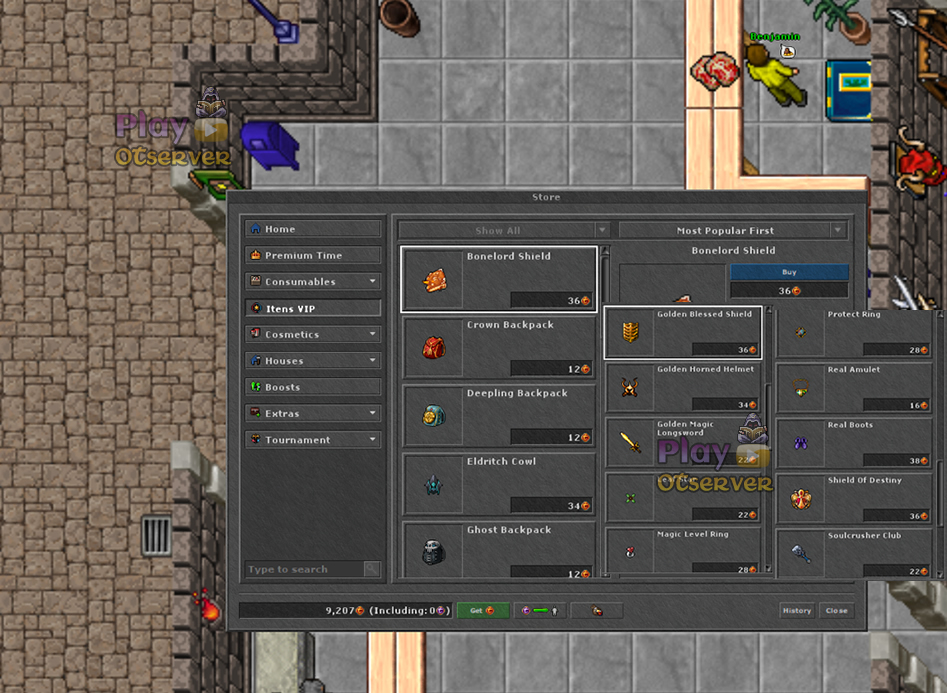 Benjamin
Play
OTserver
Store
Home
Premium Time
Consumables
Itens VIP
Cosmetics
Houses
Boosts
Extras
Tournament
Type to search
Show All
Most Popular First
Bonelord Shield
36
Crown Backpack
12
Deepling Backpack
12
Eldritch Cowl
34
Ghost Backpack
12
Bonelord Shield
Buy
36
Golden Blessed Shield
36
Golden Horned Helmet
34
Golden Magic
Longsword
22
Play
OTserver
22
Magic Level Ring
28
Protect Ring
28
Real Amulet
16
Real Boots
38
Shield Of Destiny
36
Soulcrusher Club
22
9,207 (Including:0)
Get
History
Close